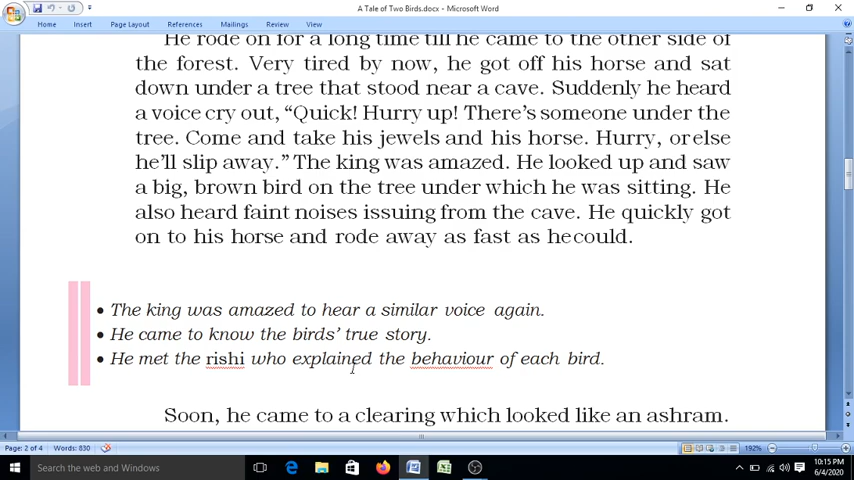 A Tale of Two Birds.docx - Microsoft Word
Home Insert Page Layout References Mailings Review View
He rode on for a long time till he came to the other side of
the forest. Very tired by now, he got off his horse and sat
down under a tree that stood near a cave. Suddenly he heard
a voice cry out, “Quick! Hurry up! There’s someone under the
tree. Come and take his jewels and his horse. Hurry, or else
he’ll slip away.” The king was amazed. He looked up and saw
a big, brown bird on the tree under which he was sitting. He
also heard faint noises issuing from the cave. He quickly got
on to his horse and rode away as fast as he could.
• The king was amazed to hear a similar voice again.
• He came to know the birds’ true story.
• He met the rishi who explained the behaviour of each bird.
Soon, he came to a clearing which looked like an ashram.
Page: 2 of 4 Words: 830 192%
Search the web and Windows
10:15 PM
6/4/2020